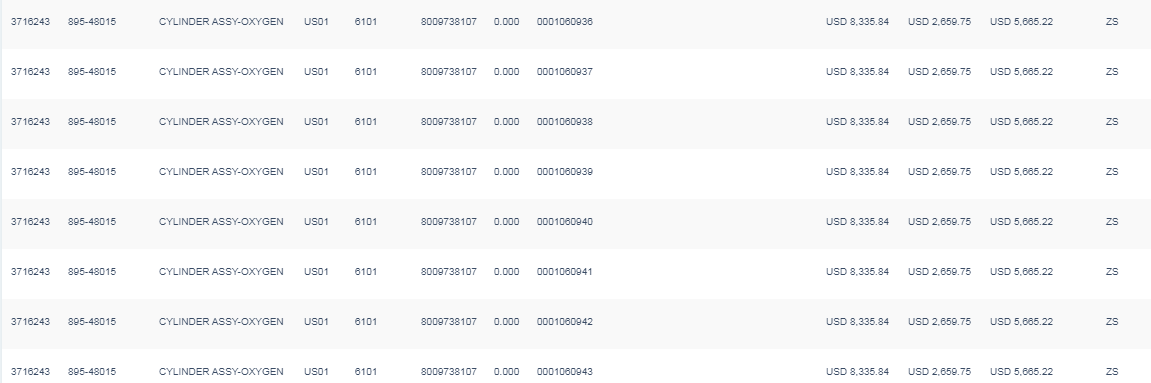 3716243 895-48015 CYLINDER ASSY-OXYGEN US01 6101 8009738107 0.000 0001060936 USD 8,335.84 USD 2,659.75 USD 5,665.22 ZS
3716243 895-48015 CYLINDER ASSY-OXYGEN US01 6101 8009738107 0.000 0001060937 USD 8,335.84 USD 2,659.75 USD 5,665.22 ZS
3716243 895-48015 CYLINDER ASSY-OXYGEN US01 6101 8009738107 0.000 0001060938 USD 8,335.84 USD 2,659.75 USD 5,665.22 ZS
3716243 895-48015 CYLINDER ASSY-OXYGEN US01 6101 8009738107 0.000 0001060939 USD 8,335.84 USD 2,659.75 USD 5,665.22 ZS
3716243 895-48015 CYLINDER ASSY-OXYGEN US01 6101 8009738107 0.000 0001060940 USD 8,335.84 USD 2,659.75 USD 5,665.22 ZS
3716243 895-48015 CYLINDER ASSY-OXYGEN US01 6101 8009738107 0.000 0001060941 USD 8,335.84 USD 2,659.75 USD 5,665.22 ZS
3716243 895-48015 CYLINDER ASSY-OXYGEN US01 6101 8009738107 0.000 0001060942 USD 8,335.84 USD 2,659.75 USD 5,665.22 ZS
3716243 895-48015 CYLINDER ASSY-OXYGEN US01 6101 8009738107 0.000 0001060943 USD 8,335.84 USD 2,659.75 USD 5,665.22 ZS